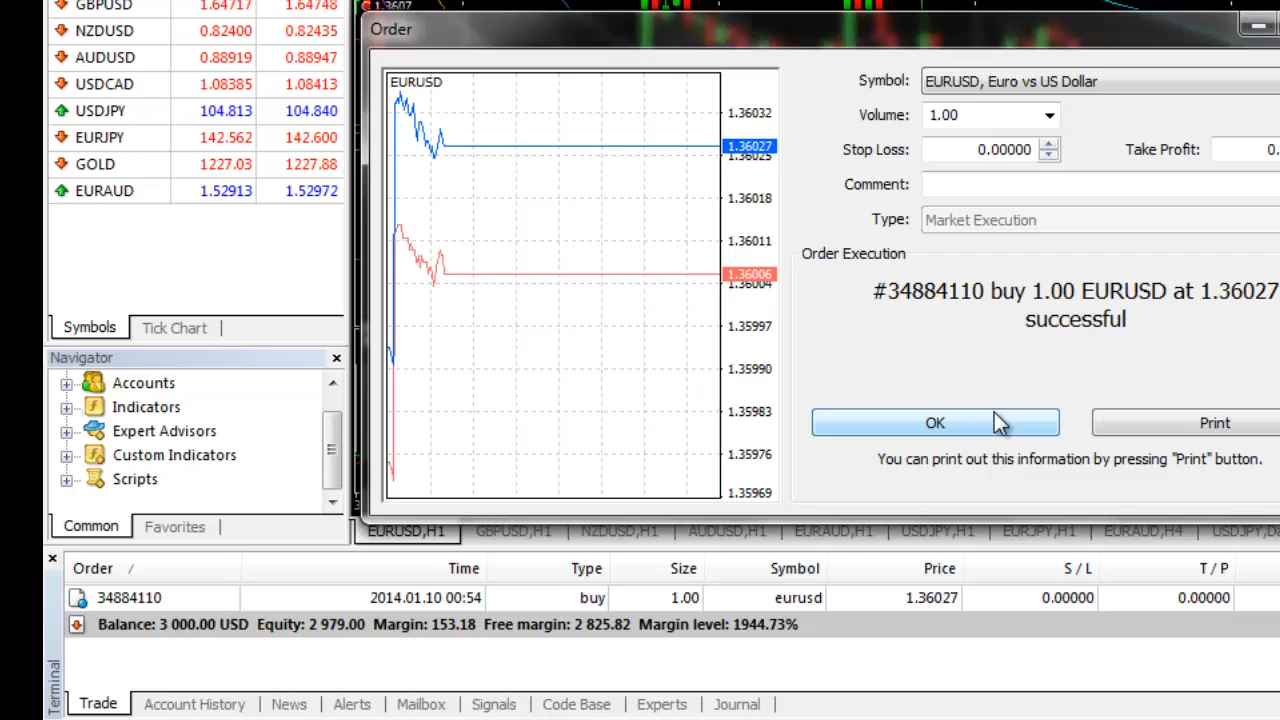 GBPUSD 1.64717 1.64748
NZDUSD 0.82400 0.82435
AUDUSD 0.88919 0.88947
USDCAD 1.08385 1.08413
USDJPY 104.813 104.840
EURJPY 142.562 142.600
GOLD 1227.03 1227.88
EURAUD 1.52913 1.52972
Symbols
Tick Chart
Navigator
Accounts
Indicators
Expert Advisors
Custom Indicators
Scripts
Common
Favorites
1.3607
Order
EURUSD
1.36032
1.36027
1.36025
1.36018
1.36011
1.36006
1.36004
1.35997
1.35990
1.35983
1.35976
1.35969
Symbol: EURUSD, Euro vs US Dollar
Volume: 1.00
Stop Loss: 0.00000 Take Profit: 0.
Comment:
Type: Market Execution
Order Execution
#34884110 buy 1.00 EURUSD at 1.36027
successful
OK
Print
You can print out this information by pressing "Print" button.
EURUSD,H1 GBPUSD,H1 NZDUSD,H1 AUDUSD,H1 EURAUD,H1 USDJPY,H1 EURJPY,H1 EURAUD,H4 USDJPY,Da
Order / Time Type Size Symbol Price S / L T / P
34884110 2014.01.10 00:54 buy 1.00 eurusd 1.36027 0.00000 0.00000
Balance: 3 000.00 USD Equity: 2 979.00 Margin: 153.18 Free margin: 2 825.82 Margin level: 1944.73%
Terminal
Trade Account History News Alerts Mailbox Signals Code Base Experts Journal